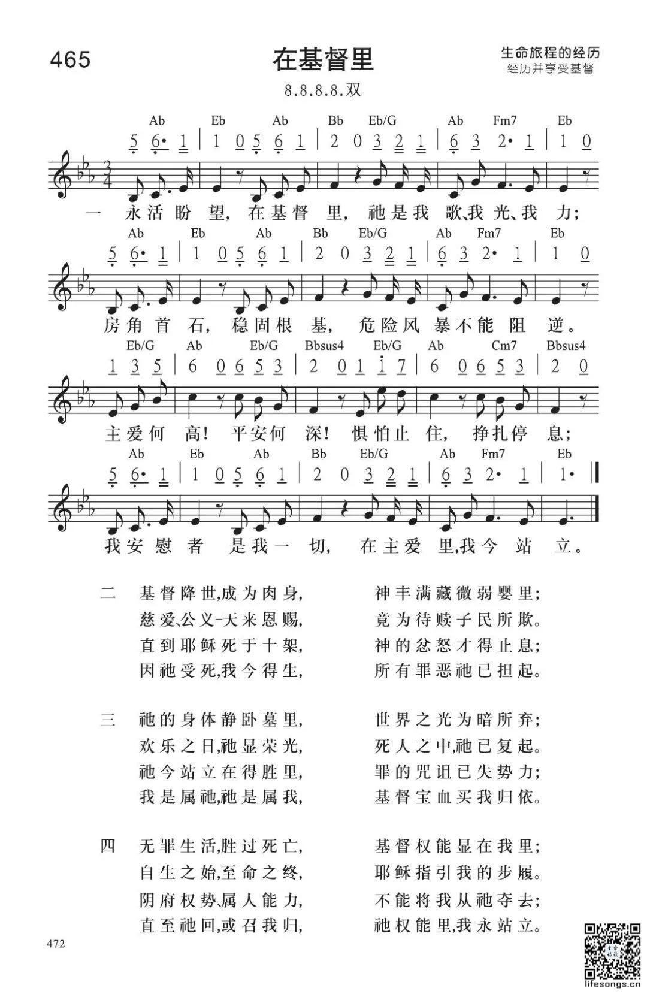 465
在基督里
生命旅程的经历
经历并享受基督
8.8.8.8.双
Ab Eb Ab Bb Eb/G Ab Fm7 Eb
5 6• 1 | 1 0 5 6 1 | 2 0 3 2 1 | 6 3 2• 1 | 1 0
3
4
一 永活盼望,在基督里,祂是我歌、我光、我力;
Ab Eb Ab Bb Eb/G Ab Fm7 Eb
5 6• 1 | 1 0 5 6 1 | 2 0 3 2 1 | 6 3 2• 1 | 1 0
房角首石,稳固根基,危险风暴不能阻逆。
Eb/G Ab Eb/G Bbsus4 Eb/G Ab Cm7 Bbsus4
1 3 5 | 6 0 6 5 3 | 2 0 1 1 7 | 6 0 6 5 3 | 2 0
主爱何高!平安何深!惧怕止住,挣扎停息;
Ab Eb Ab Bb Eb/G Ab Fm7 Eb
5 6• 1 | 1 0 5 6 1 | 2 0 3 2 1 | 6 3 2• 1 | 1•
我安慰者是我一切,在主爱里,我今站立。
二 基督降世,成为肉身, 神丰满藏微弱婴里;
慈爱、公义–天来恩赐, 竟为待赎子民所欺。
直到耶稣死于十架, 神的忿怒才得止息;
因祂受死,我今得生, 所有罪恶祂已担起。
三 祂的身体静卧墓里, 世界之光为暗所弃;
欢乐之日,祂显荣光, 死人之中,祂已复起。
祂今站立在得胜里, 罪的咒诅已失势力;
我是属祂,祂是属我, 基督宝血买我归依。
四 无罪生活,胜过死亡, 基督权能显在我里;
自生之始,至命之终, 耶稣指引我的步履。
阴府权势、属人能力, 不能将我从祂夺去;
直至祂回,或召我归, 祂权能里,我永站立。
472
lifesongs.cn